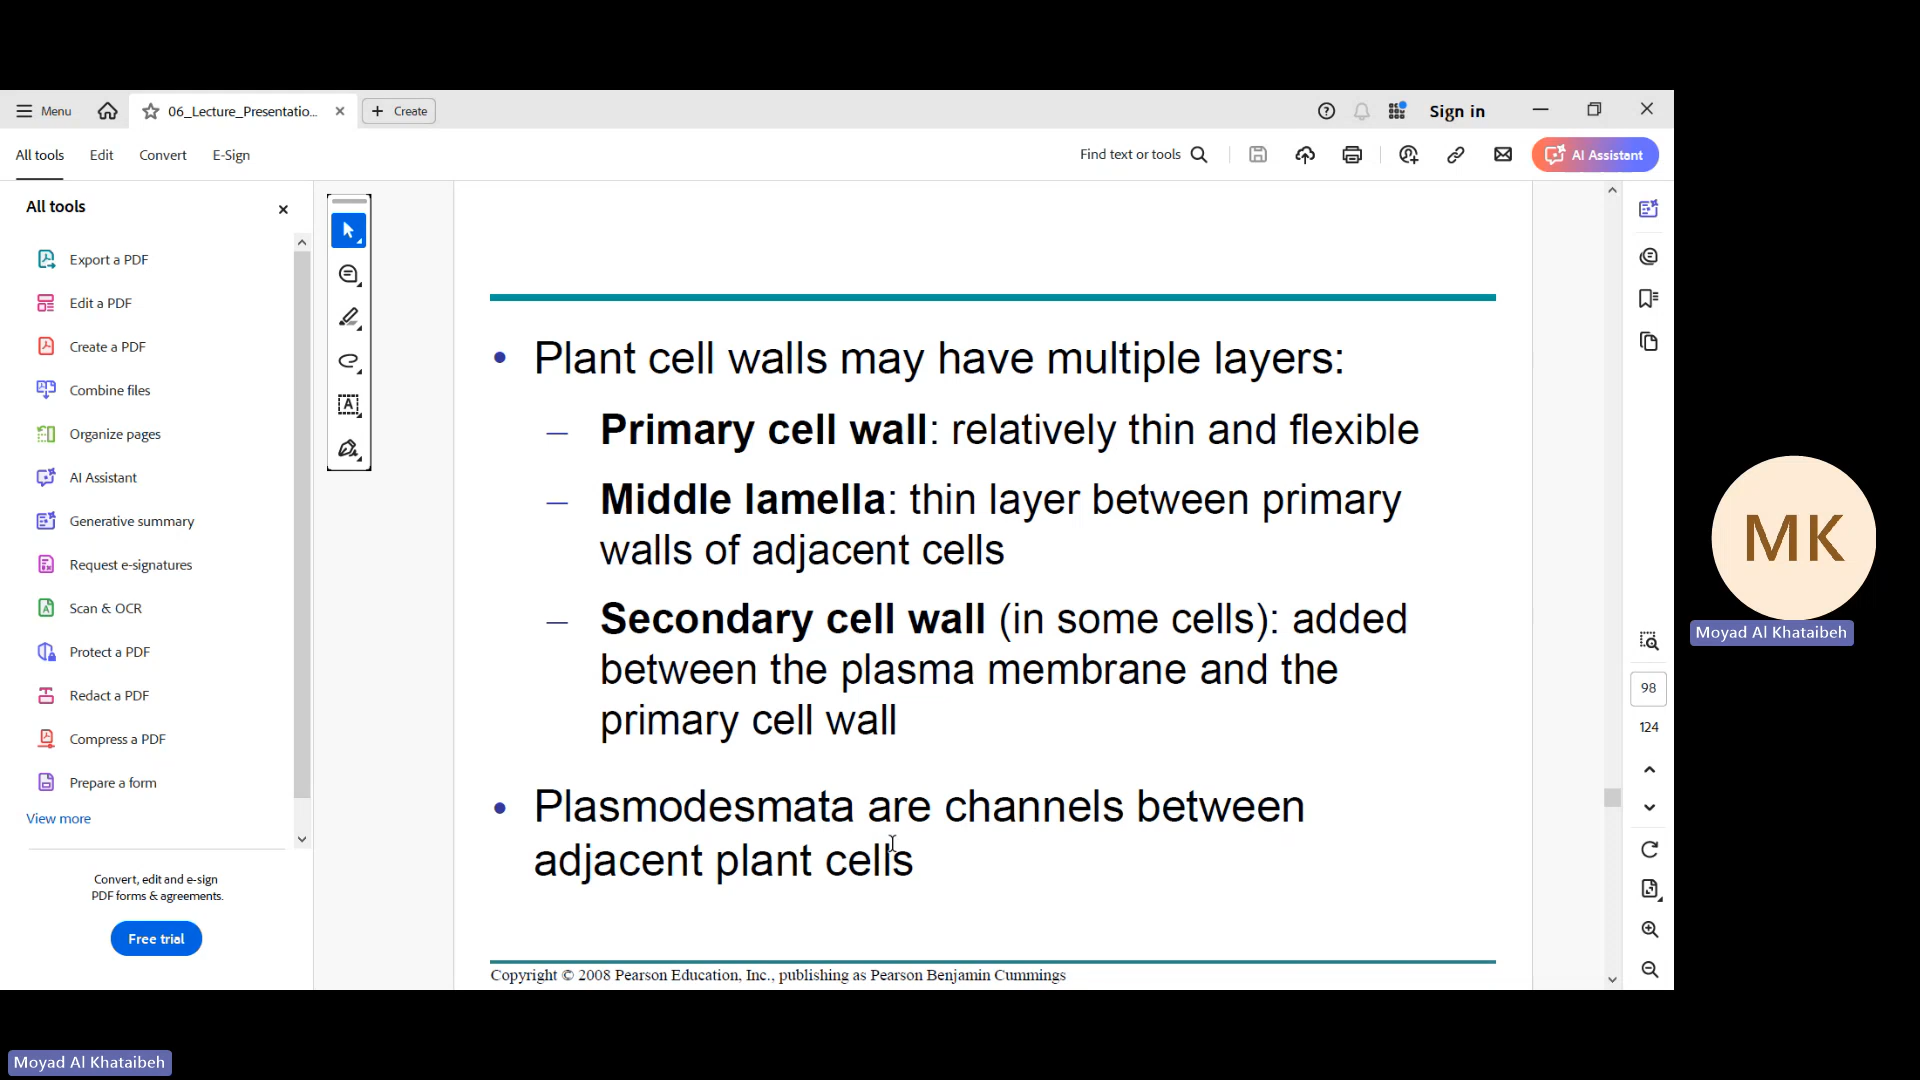 Menu
06_Lecture_Presentatio...
Create
Sign in
All tools
Edit
Convert
E-Sign
Find text or tools
AI Assistant
All tools
Export a PDF
Edit a PDF
Create a PDF
Combine files
Organize pages
AI Assistant
Generative summary
Request e-signatures
Scan & OCR
Protect a PDF
Redact a PDF
Compress a PDF
Prepare a form
View more
Convert, edit and e-sign
PDF forms & agreements.
Free trial
• Plant cell walls may have multiple layers:
– Primary cell wall: relatively thin and flexible
– Middle lamella: thin layer between primary
walls of adjacent cells
– Secondary cell wall (in some cells): added
between the plasma membrane and the
primary cell wall
• Plasmodesmata are channels between
adjacent plant cells
Copyright © 2008 Pearson Education, Inc., publishing as Pearson Benjamin Cummings
98
124
MK
Moyad Al Khataibeh
Moyad Al Khataibeh